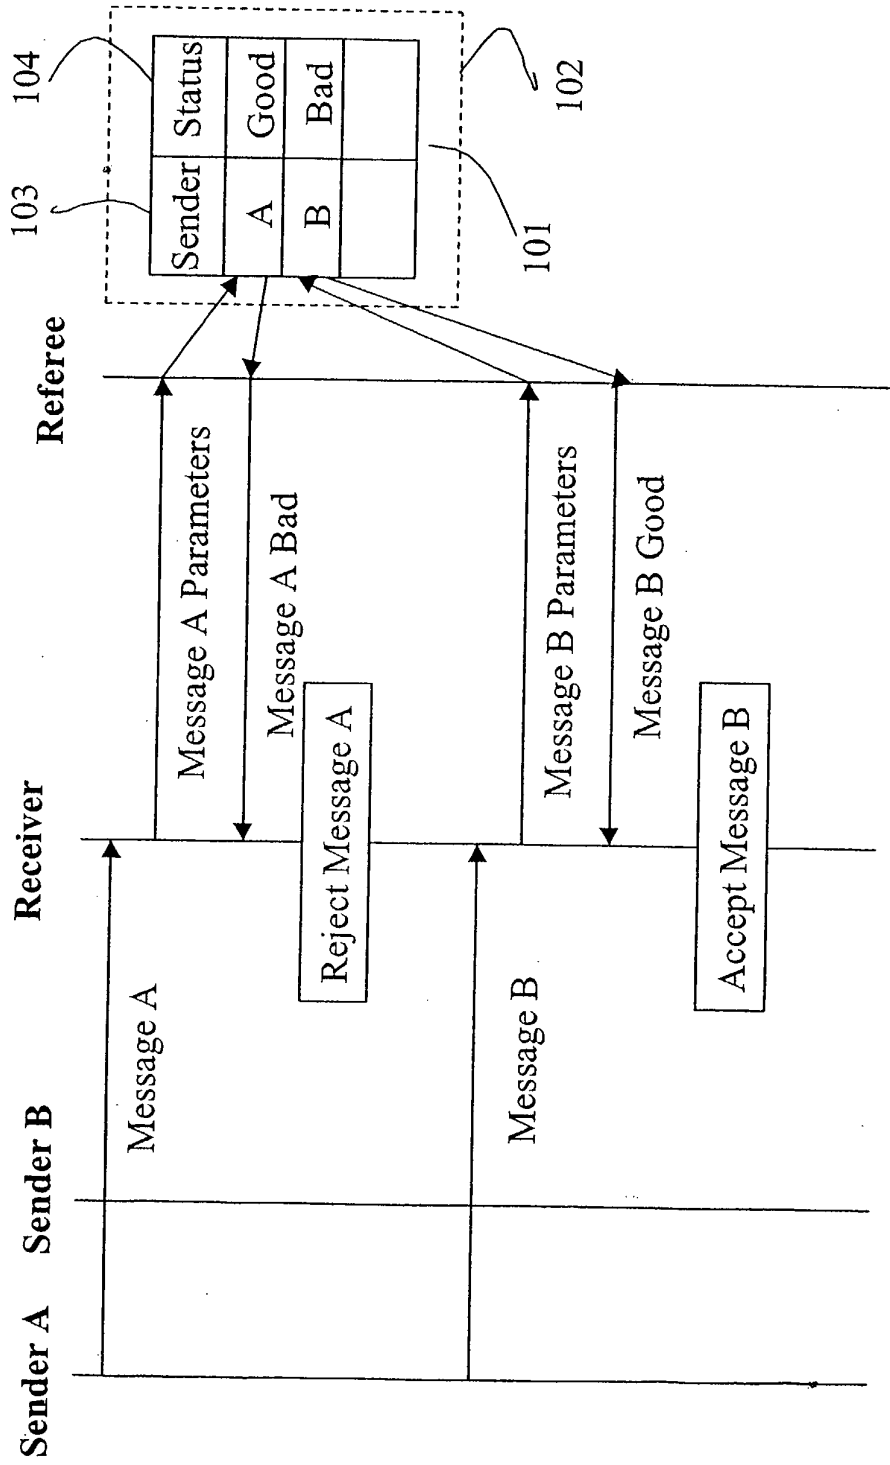 Sender A
Sender B
Receiver
Referee
103
104
Sender Status
A Good
B Bad
101
102
Message A
Message A Parameters
Message A Bad
Reject Message A
Message B
Message B Parameters
Message B Good
Accept Message B